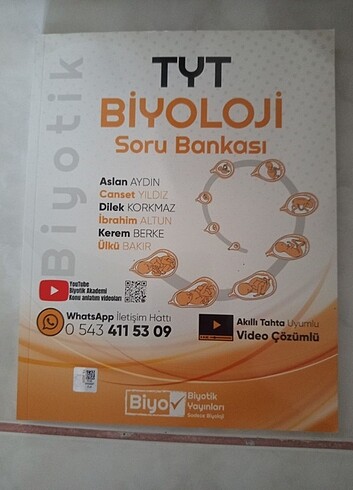 Biyotik
TYT
BİYOLOJİ
Soru Bankası
Aslan AYDIN
Canset YILDIZ
Dilek KORKMAZ
İbrahim ALTUN
Kerem BERKE
Ülkü BAKIR
YouTube
Biyotik Akademi
Konu anlatım videoları
WhatsApp İletişim Hattı
0 543 411 53 09
Akıllı Tahta Uyumlu
Video Çözümlü
Biyo
Biyotik
Yayınları
Sadece Biyoloji